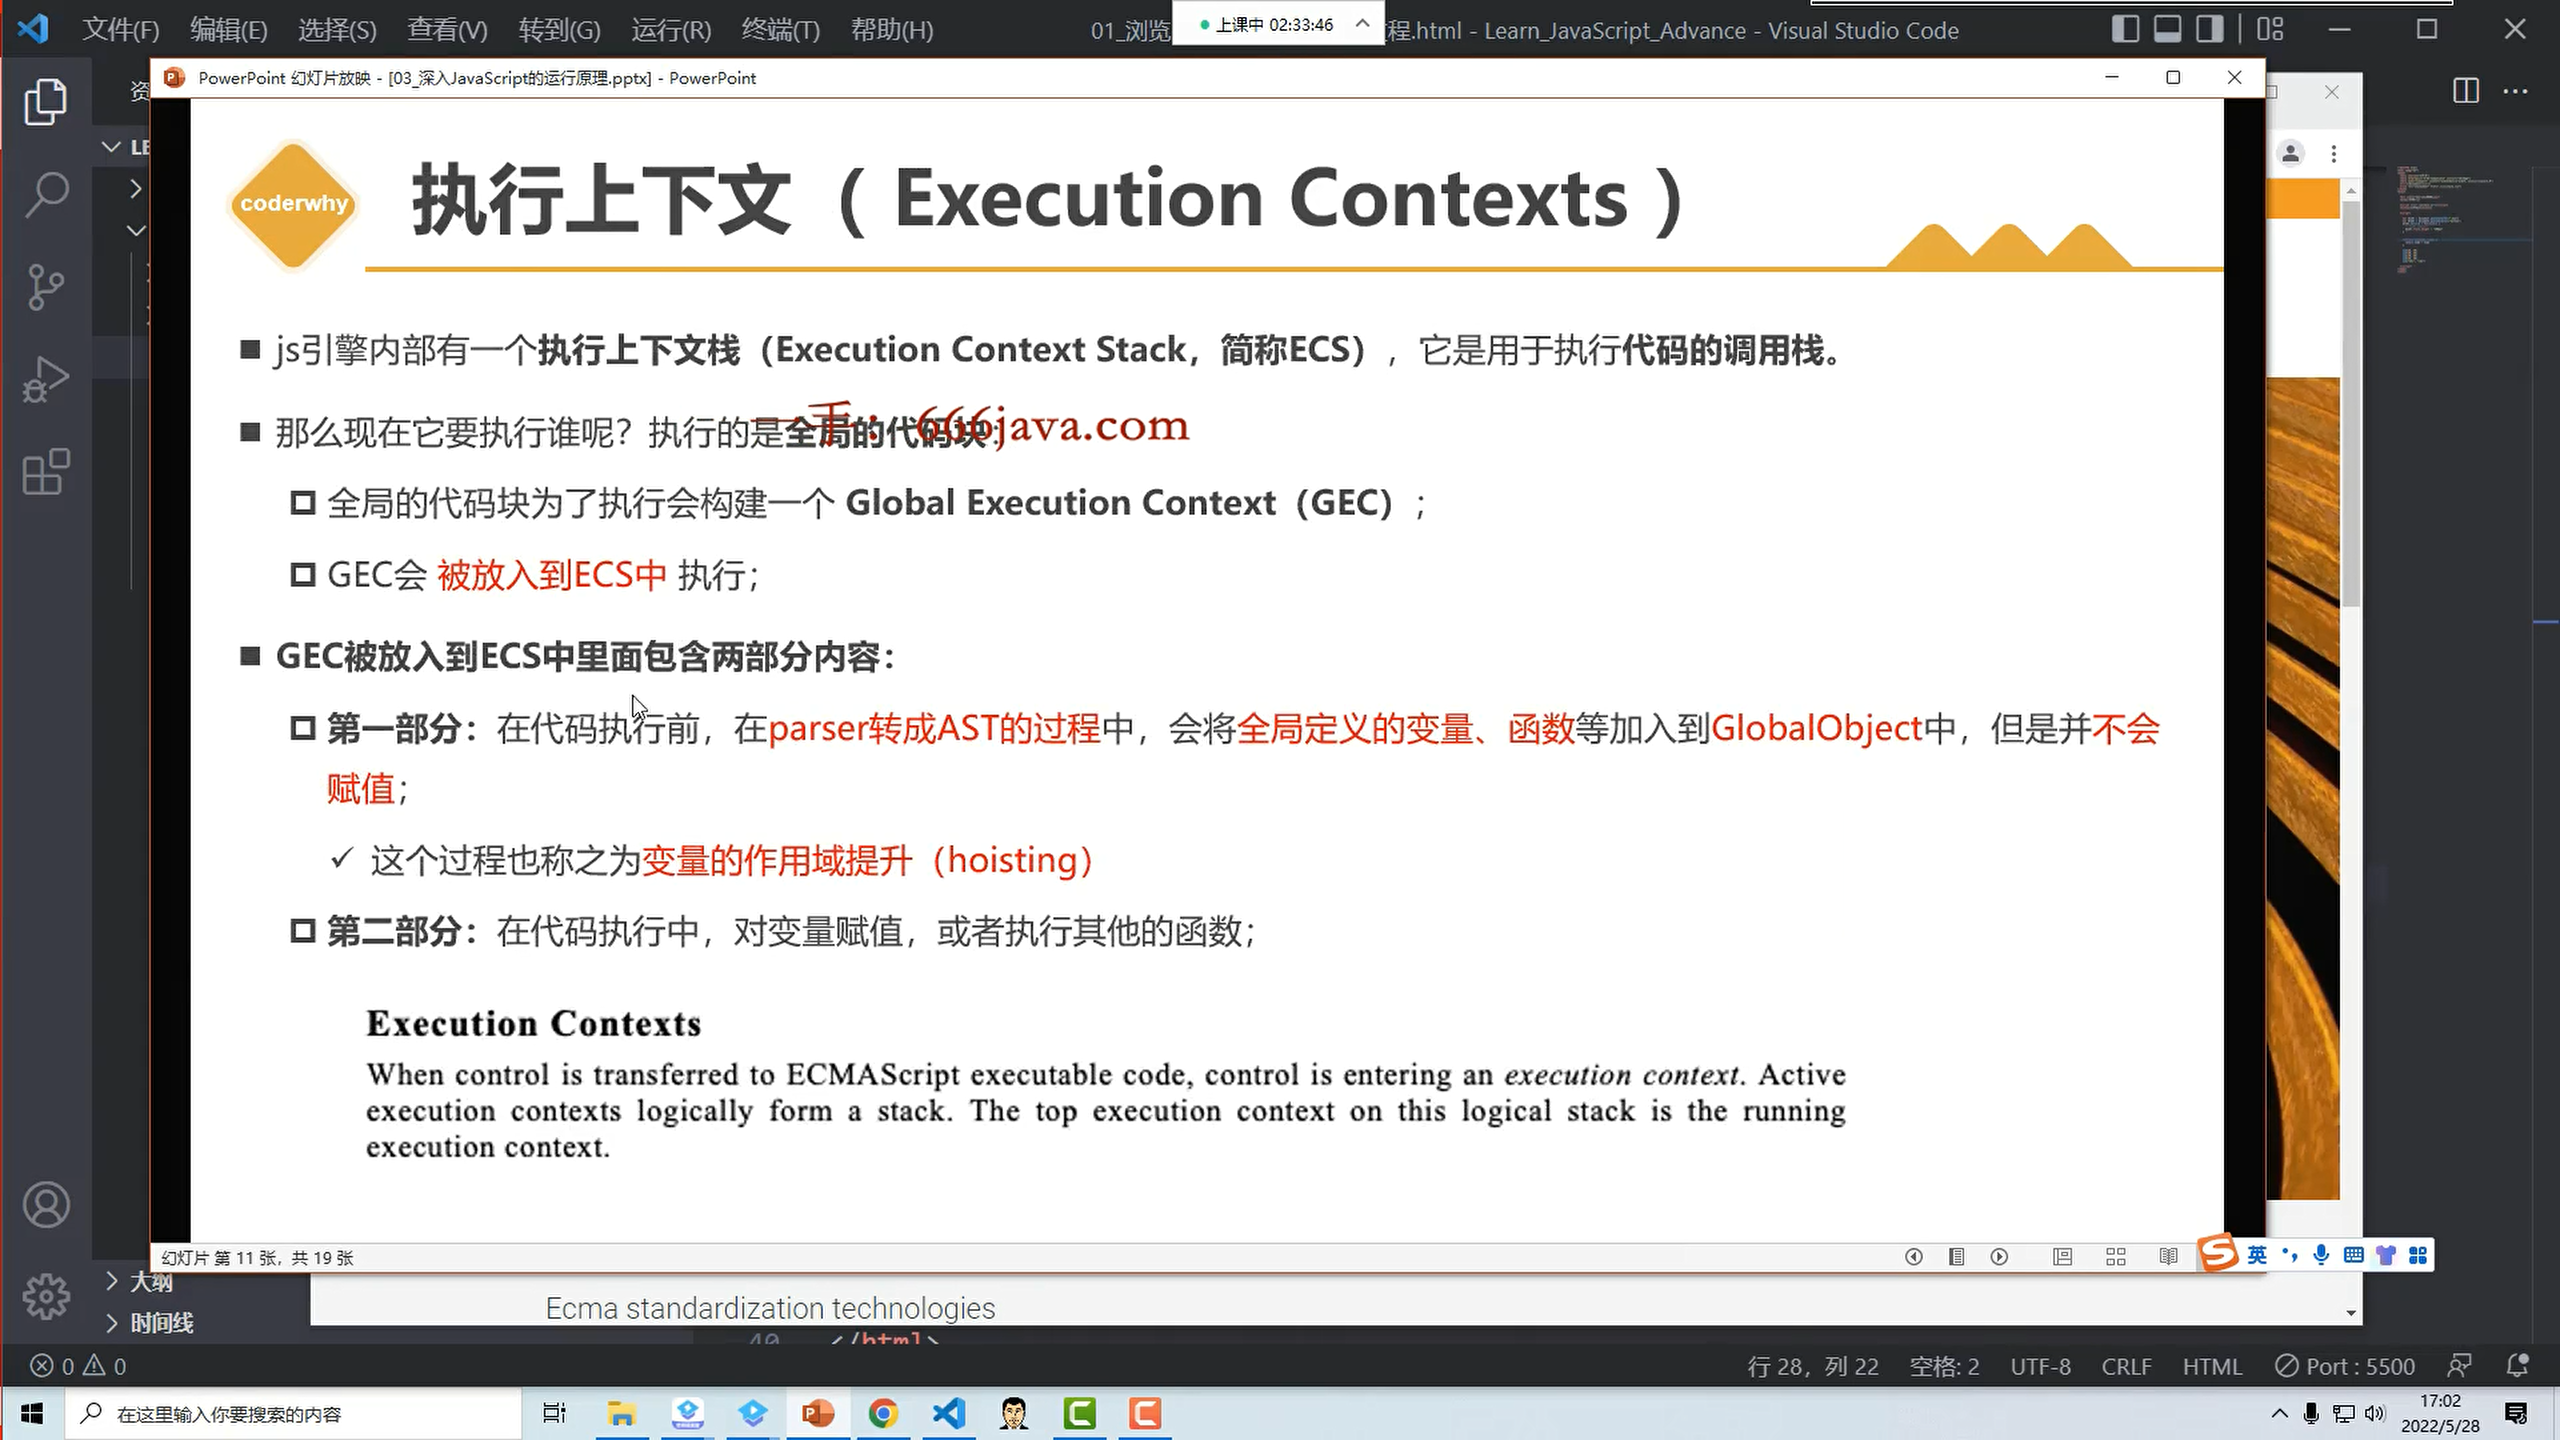 文件(F) 编辑(E) 选择(S) 查看(V) 转到(G) 运行(R) 终端(T) 帮助(H)
01_浏览
上课中 02:33:46
程.html - Learn_JavaScript_Advance - Visual Studio Code
PowerPoint 幻灯片放映 - [03_深入JavaScript的运行原理.pptx] - PowerPoint
资
LE
coderwhy
执行上下文（Execution Contexts）
js引擎内部有一个执行上下文栈（Execution Context Stack，简称ECS），它是用于执行代码的调用栈。
那么现在它要执行谁呢？执行的是全局的代码块：
一手：666java.com
全局的代码块为了执行会构建一个 Global Execution Context（GEC）；
GEC会 被放入到ECS中 执行；
GEC被放入到ECS中里面包含两部分内容：
第一部分：在代码执行前，在parser转成AST的过程中，会将全局定义的变量、函数等加入到GlobalObject中，但是并不会
赋值；
✓ 这个过程也称之为变量的作用域提升（hoisting）
第二部分：在代码执行中，对变量赋值，或者执行其他的函数；
Execution Contexts
When control is transferred to ECMAScript executable code, control is entering an execution context. Active
execution contexts logically form a stack. The top execution context on this logical stack is the running
execution context.
幻灯片 第 11 张，共 19 张
英
大纲
Ecma standardization technologies
时间线
40 </html>
0 0
行 28，列 22 空格: 2 UTF-8 CRLF HTML Port : 5500
在这里输入你要搜索的内容
17:02
2022/5/28